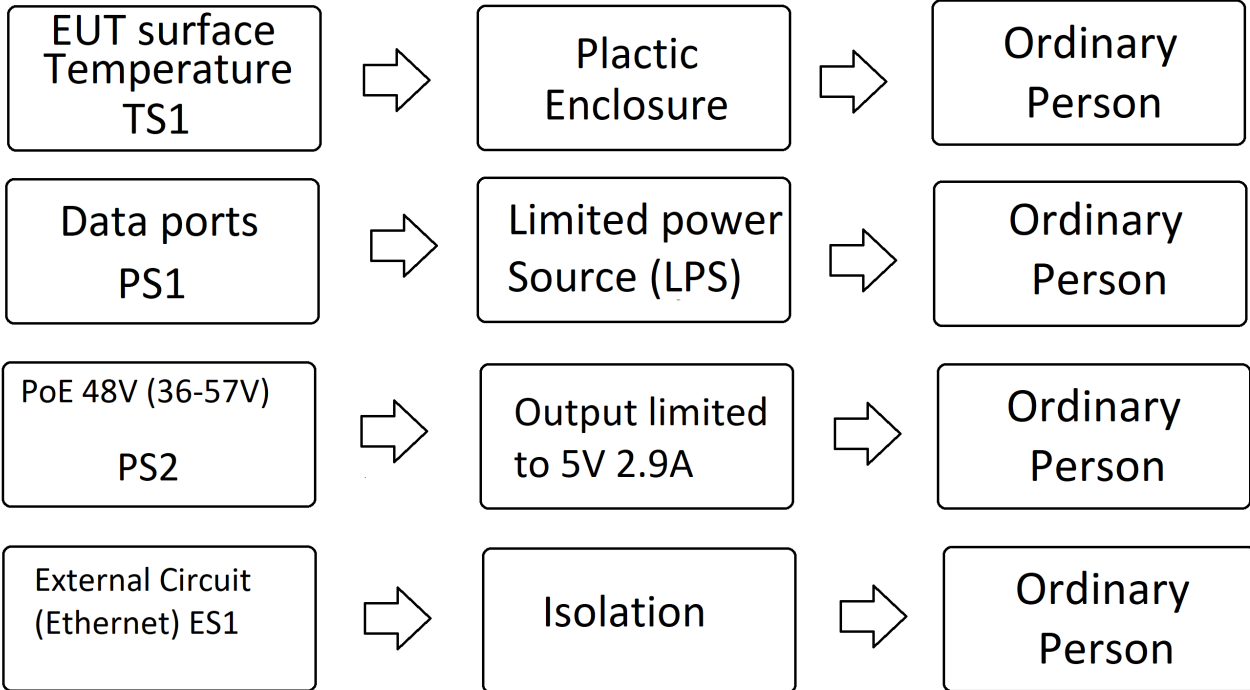 EUT surface
Temperature
TS1
Plactic
Enclosure
Ordinary
Person
Data ports
PS1
Limited power
Source (LPS)
Ordinary
Person
PoE 48V (36-57V)
PS2
Output limited
to 5V 2.9A
Ordinary
Person
External Circuit
(Ethernet) ES1
Isolation
Ordinary
Person